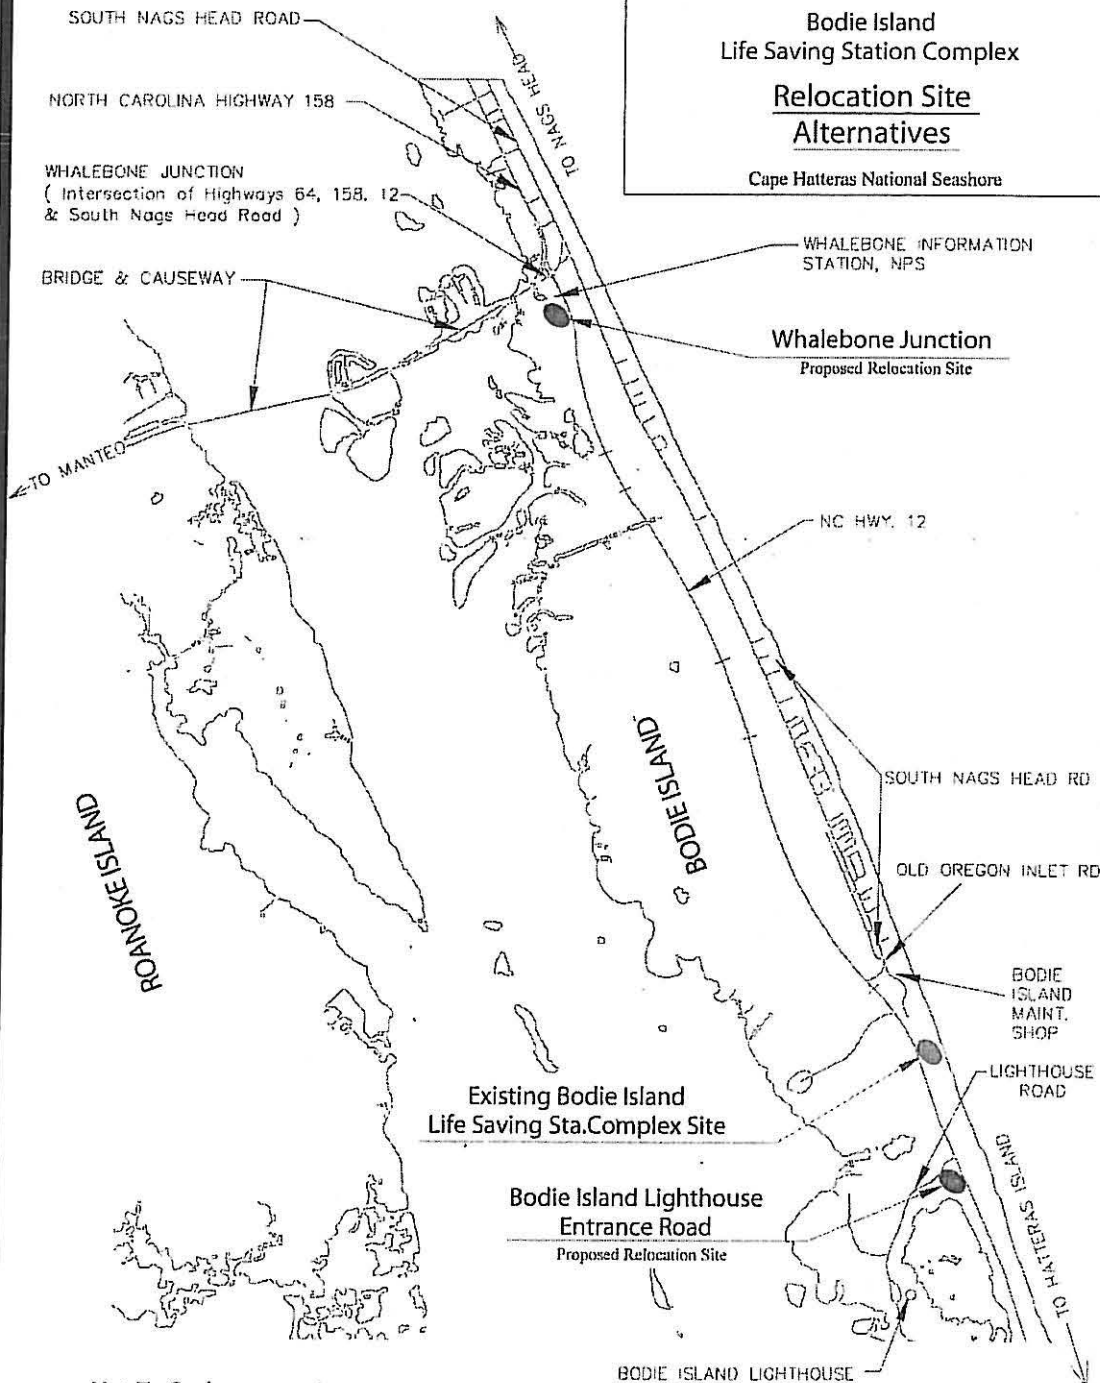 Bodie Island
Life Saving Station Complex
Relocation Site
Alternatives
Cape Hatteras National Seashore
SOUTH NAGS HEAD ROAD
TO NAGS HEAD
NORTH CAROLINA HIGHWAY 158
WHALEBONE JUNCTION
( Intersection of Highways 64, 158, 12
& South Nags Head Road )
WHALEBONE INFORMATION
STATION, NPS
BRIDGE & CAUSEWAY
Whalebone Junction
Proposed Relocation Site
TO MANTEO
NC HWY. 12
BODIE ISLAND
ROANOKE ISLAND
SOUTH NAGS HEAD RD
OLD OREGON INLET RD
BODIE
ISLAND
MAINT.
SHOP
LIGHTHOUSE
ROAD
Existing Bodie Island
Life Saving Sta.Complex Site
Bodie Island Lighthouse
Entrance Road
Proposed Relocation Site
TO HATTERAS ISLAND
BODIE ISLAND LIGHTHOUSE